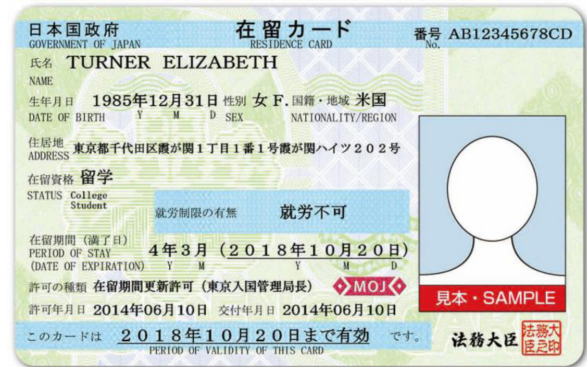 日本国政府 在留カード 番号 AB12345678CD
GOVERNMENT OF JAPAN RESIDENCE CARD No.
氏名 TURNER ELIZABETH
NAME
生年月日 1985年12月31日 性別 女 F. 国籍・地域 米国
DATE OF BIRTH Y M D SEX NATIONALITY/REGION
住居地 東京都千代田区霞が関1丁目1番1号霞が関ハイツ202号
ADDRESS
在留資格 留学
STATUS College
Student
就労制限の有無 就労不可
在留期間(満了日) 4年3月(2018年10月20日)
PERIOD OF STAY
(DATE OF EXPIRATION) Y M Y M D
許可の種類 在留期間更新許可(東京入国管理局長) MOJ
許可年月日 2014年06月10日 交付年月日 2014年06月10日
見本・SAMPLE
このカードは 2018年10月20日まで有効 です。
PERIOD OF VALIDITY OF THIS CARD
法務大臣
法務大
臣之印